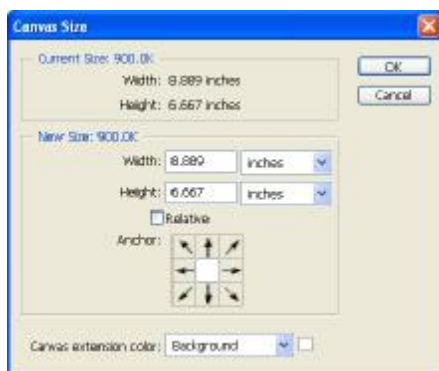 Canvas Size
Current Size: 900.0K
Width: 8.889 inches
Height: 6.667 inches
OK
Cancel
New Size: 900.0K
Width: 8.889 inches
Height: 6.667 inches
Relative
Anchor:
Canvas extension color: Background